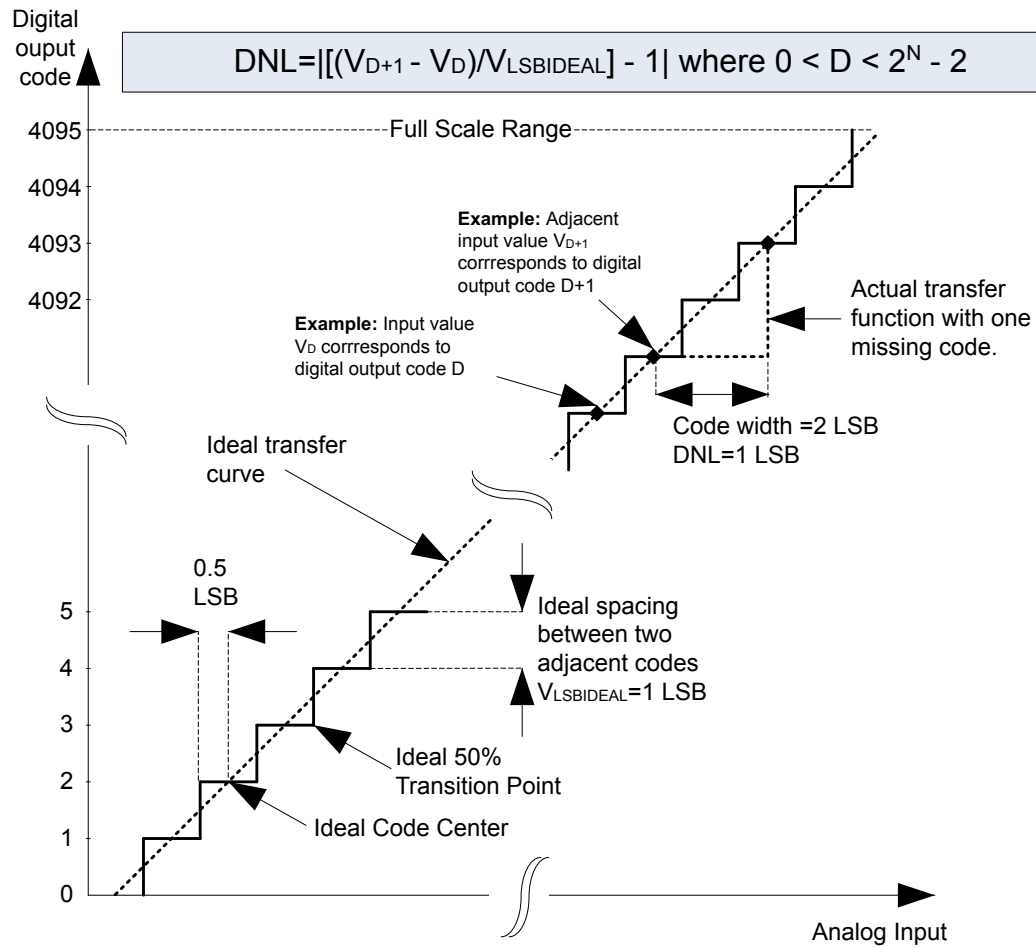 Digital
ouput
code
DNL=|[(VD+1 - VD)/VLSBIDEAL] - 1| where 0 < D < 2^N - 2
4095
Full Scale Range
4094
4093
4092
Example: Adjacent
input value VD+1
corrresponds to digital
output code D+1
Actual transfer
function with one
missing code.
Example: Input value
VD corrresponds to
digital output code D
Code width =2 LSB
DNL=1 LSB
Ideal transfer
curve
0.5
LSB
5
4
3
2
1
0
Ideal spacing
between two
adjacent codes
VLSBIDEAL=1 LSB
Ideal 50%
Transition Point
Ideal Code Center
Analog Input